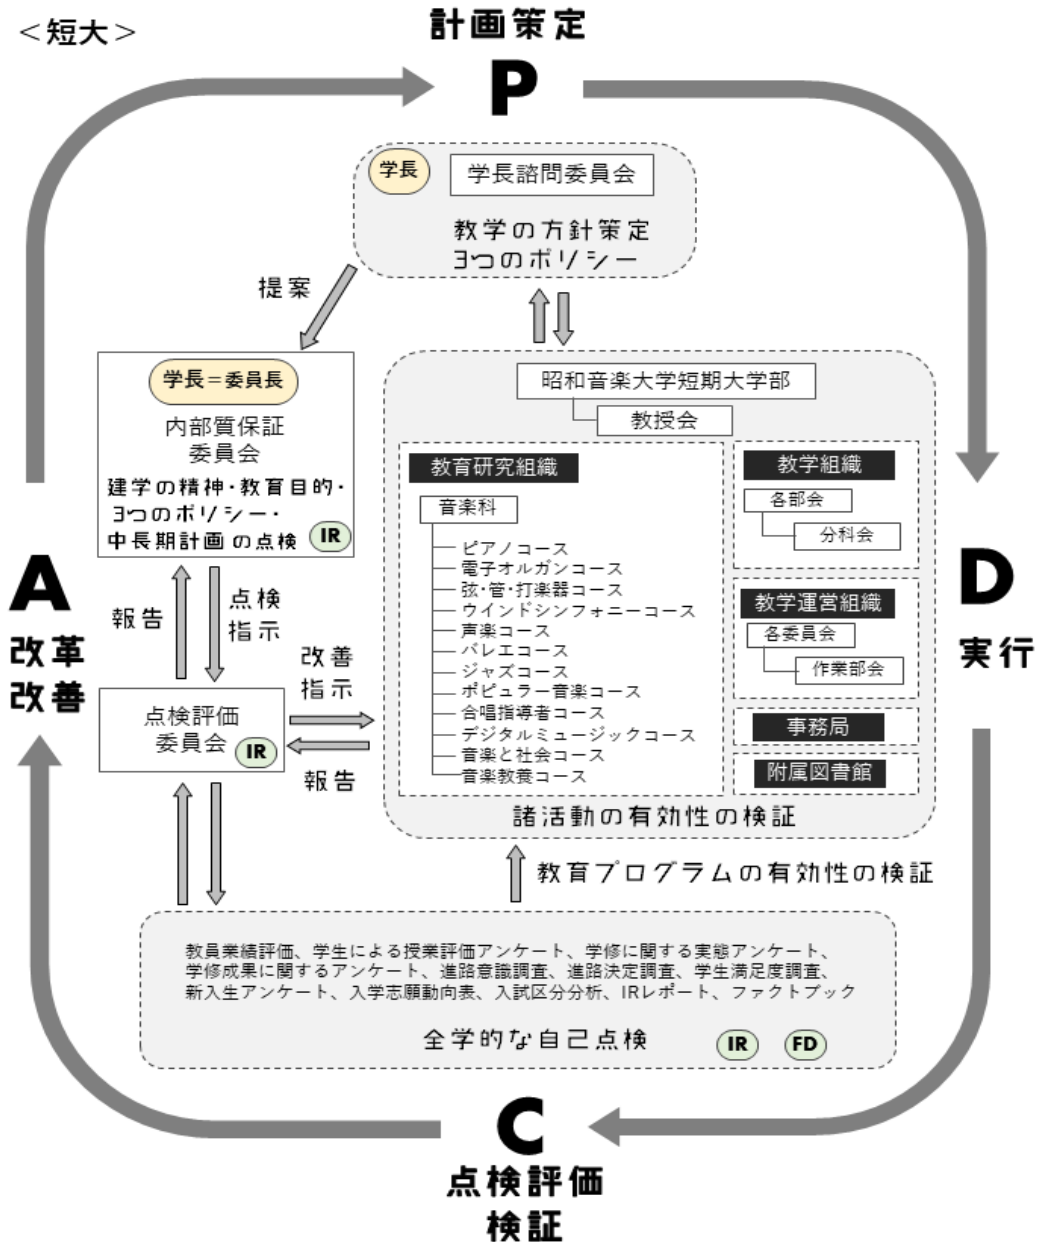 ＜短大＞
計画策定
P
学長
学長諮問委員会
教学の方針策定
3つのポリシー
提案
学長＝委員長
内部質保証
委員会
建学の精神・教育目的・
3つのポリシー・
中長期計画 の点検
IR
昭和音楽大学短期大学部
教授会
教育研究組織
音楽科
ピアノコース
電子オルガンコース
弦・管・打楽器コース
ウインドシンフォニーコース
声楽コース
バレエコース
ジャズコース
ポピュラー音楽コース
合唱指導者コース
デジタルミュージックコース
音楽と社会コース
音楽教養コース
教学組織
各部会
分科会
教学運営組織
各委員会
作業部会
事務局
附属図書館
諸活動の有効性の検証
A
改革
改善
D
実行
報告
点検
指示
改善
指示
点検評価
委員会
IR
報告
教育プログラムの有効性の検証
教員業績評価、学生による授業評価アンケート、学修に関する実態アンケート、
学修成果に関するアンケート、進路意識調査、進路決定調査、学生満足度調査、
新入生アンケート、入学志願動向表、入試区分分析、IRレポート、ファクトブック
全学的な自己点検
IR
FD
C
点検評価
検証